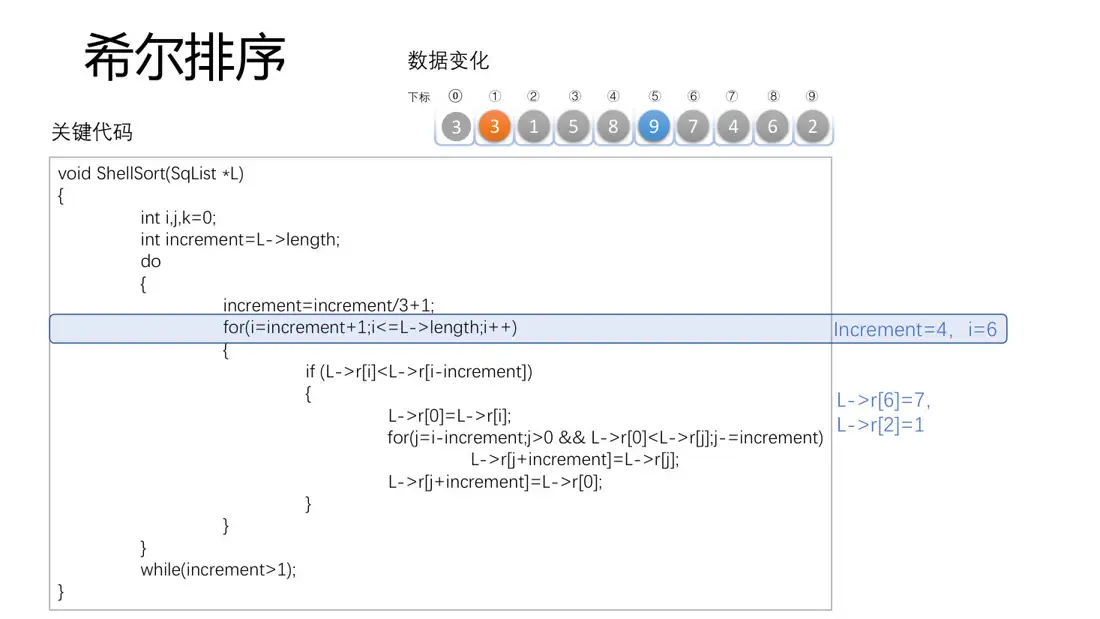 希尔排序
数据变化
下标 ⓪ ① ② ③ ④ ⑤ ⑥ ⑦ ⑧ ⑨
3 3 1 5 8 9 7 4 6 2
关键代码
void ShellSort(SqList *L)
{
int i,j,k=0;
int increment=L->length;
do
{
increment=increment/3+1;
for(i=increment+1;i<=L->length;i++)
Increment=4, i=6
{
if (L->r[i]<L->r[i-increment])
{
L->r[6]=7,
L->r[2]=1
L->r[0]=L->r[i];
for(j=i-increment;j>0 && L->r[0]<L->r[j];j-=increment)
L->r[j+increment]=L->r[j];
L->r[j+increment]=L->r[0];
}
}
}
while(increment>1);
}